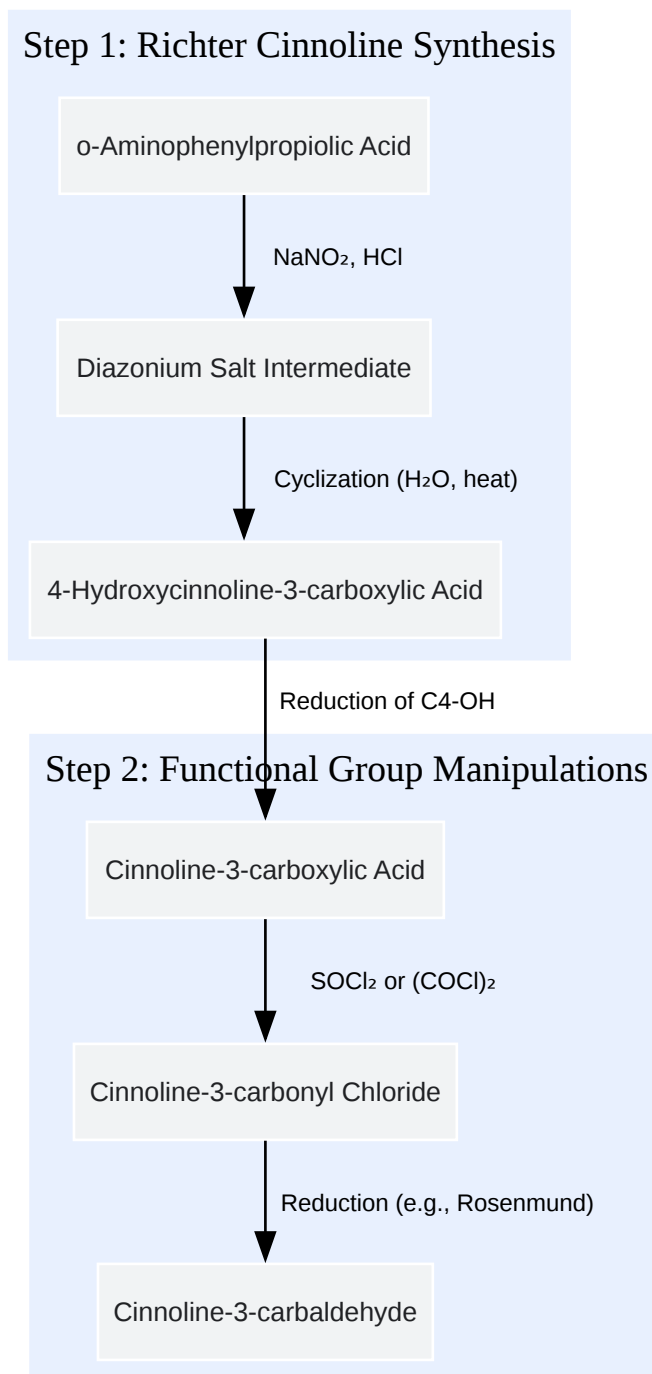 Step 1: Richter Cinnoline Synthesis
o-Aminophenylpropiolic Acid
NaNO₂, HCl
Diazonium Salt Intermediate
Cyclization (H₂O, heat)
4-Hydroxycinnoline-3-carboxylic Acid
Reduction of C4-OH
Step 2: Functional Group Manipulations
Cinnoline-3-carboxylic Acid
SOCl₂ or (COCl)₂
Cinnoline-3-carbonyl Chloride
Reduction (e.g., Rosenmund)
Cinnoline-3-carbaldehyde